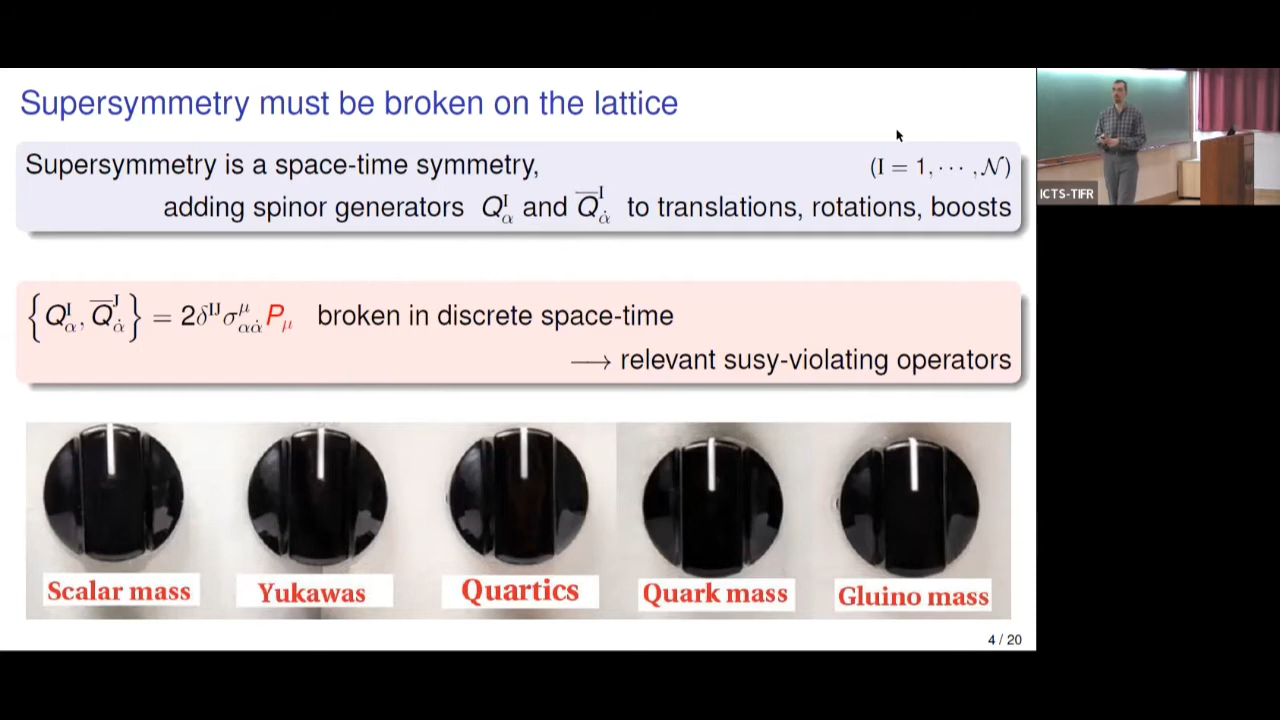 Supersymmetry must be broken on the lattice
Supersymmetry is a space-time symmetry, (I = 1, ⋯ , 𝒩)
adding spinor generators Q^I_α and Q̅^I_α̇ to translations, rotations, boosts
{Q^I_α, Q̅^J_α̇} = 2δ^IJ σ^μ_αα̇ P_μ broken in discrete space-time
⟶ relevant susy-violating operators
Scalar mass
Yukawas
Quartics
Quark mass
Gluino mass
4 / 20
ICTS-TIFR